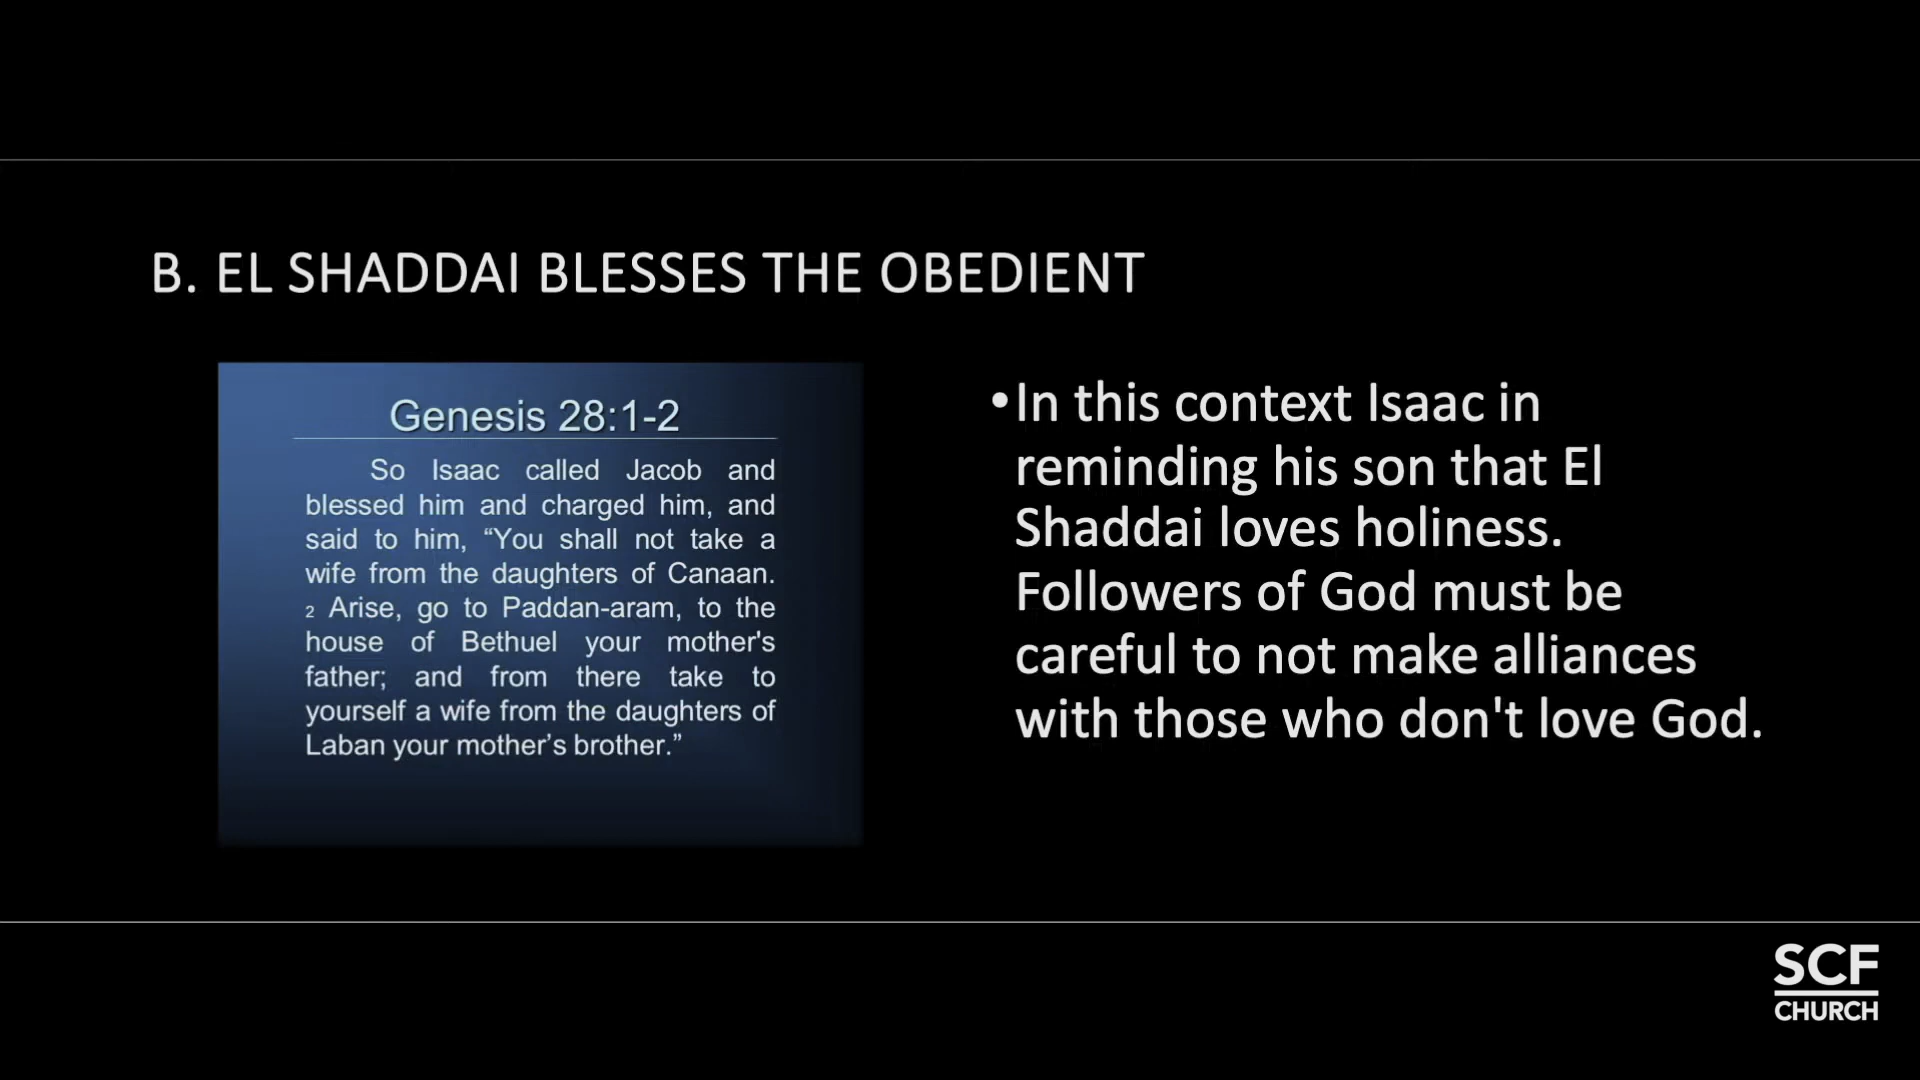 B. EL SHADDAI BLESSES THE OBEDIENT
Genesis 28:1-2
So Isaac called Jacob and
blessed him and charged him, and
said to him, “You shall not take a
wife from the daughters of Canaan.
2 Arise, go to Paddan-aram, to the
house of Bethuel your mother's
father; and from there take to
yourself a wife from the daughters of
Laban your mother’s brother.”
•In this context Isaac in
reminding his son that El
Shaddai loves holiness.
Followers of God must be
careful to not make alliances
with those who don't love God.
SCF
CHURCH